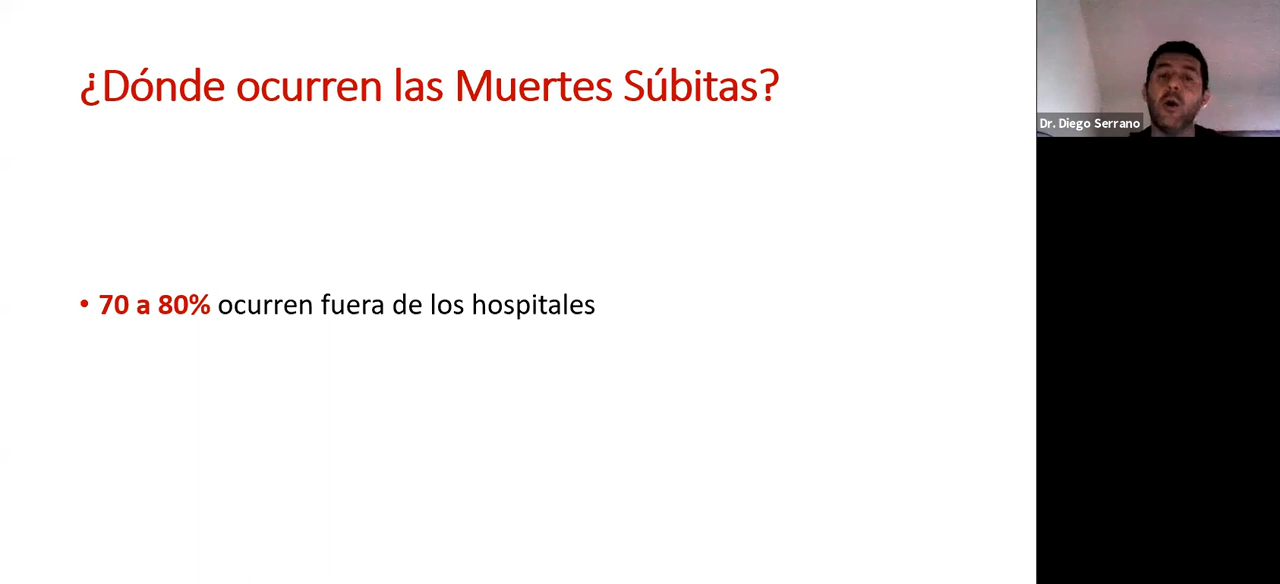 ¿Dónde ocurren las Muertes Súbitas?
Dr. Diego Serrano
• 70 a 80% ocurren fuera de los hospitales